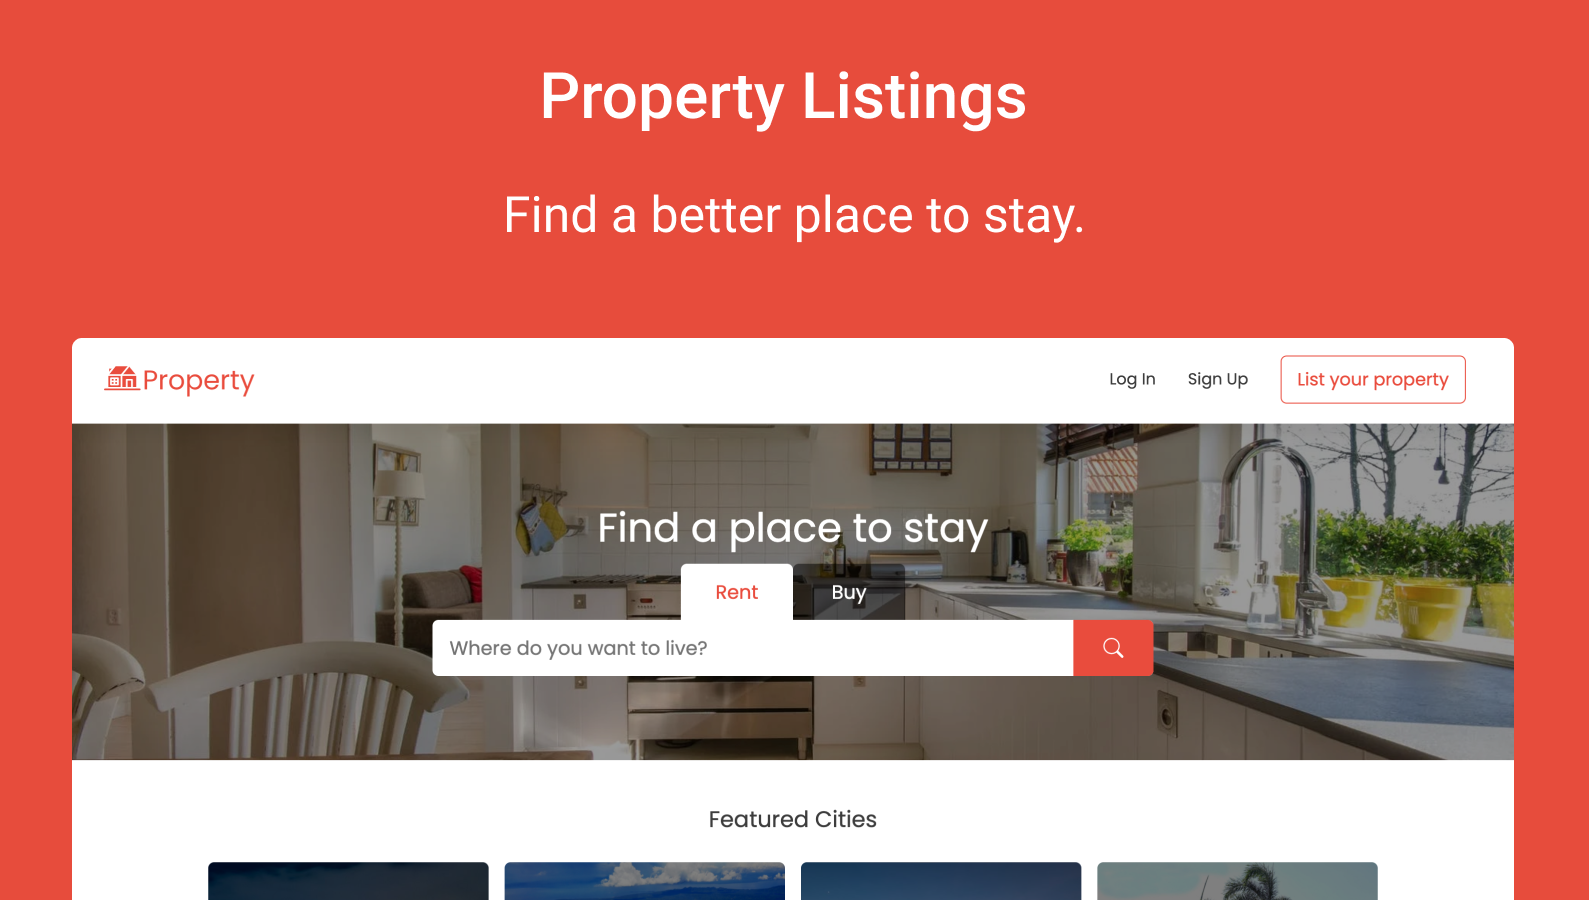 Property Listings
Find a better place to stay.
Property
Log In
Sign Up
List your property
Find a place to stay
Rent
Buy
Where do you want to live?
Featured Cities